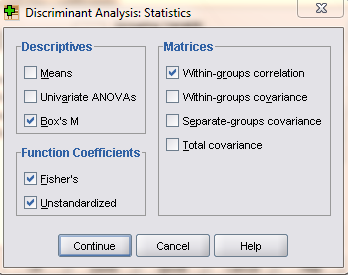 Discriminant Analysis: Statistics
Descriptives
Means
Univariate ANOVAs
Box's M
Function Coefficients
Fisher's
Unstandardized
Matrices
Within-groups correlation
Within-groups covariance
Separate-groups covariance
Total covariance
Continue
Cancel
Help